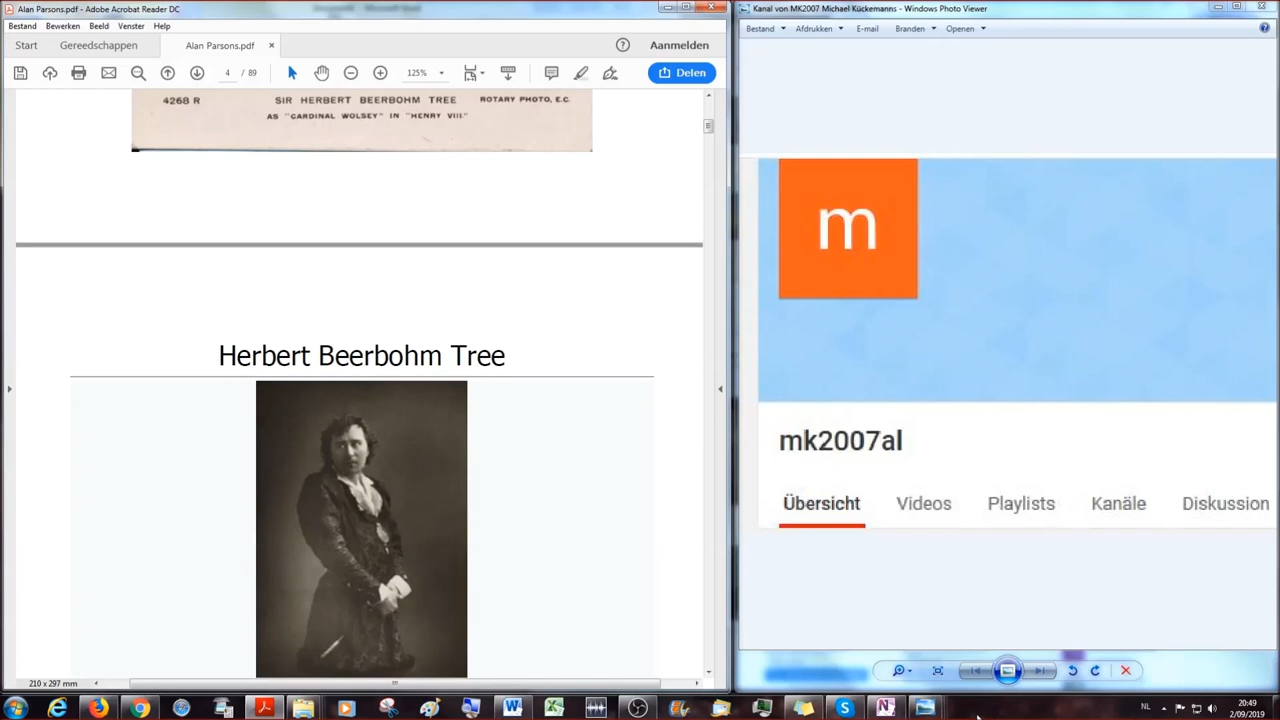 Alan Parsons.pdf - Adobe Acrobat Reader DC
Bestand Bewerken Beeld Venster Help
Start Gereedschappen Alan Parsons.pdf × Aanmelden
4 / 89 125% Delen
4268 R SIR HERBERT BEERBOHM TREE ROTARY PHOTO, E.C.
AS "CARDINAL WOLSEY" IN "HENRY VIII."
Herbert Beerbohm Tree
210 x 297 mm
Kanal von MK2007 Michael Kückemanns - Windows Photo Viewer
Bestand Afdrukken E-mail Branden Openen
m
mk2007al
Übersicht Videos Playlists Kanäle Diskussion
NL 20:49
2/09/2019